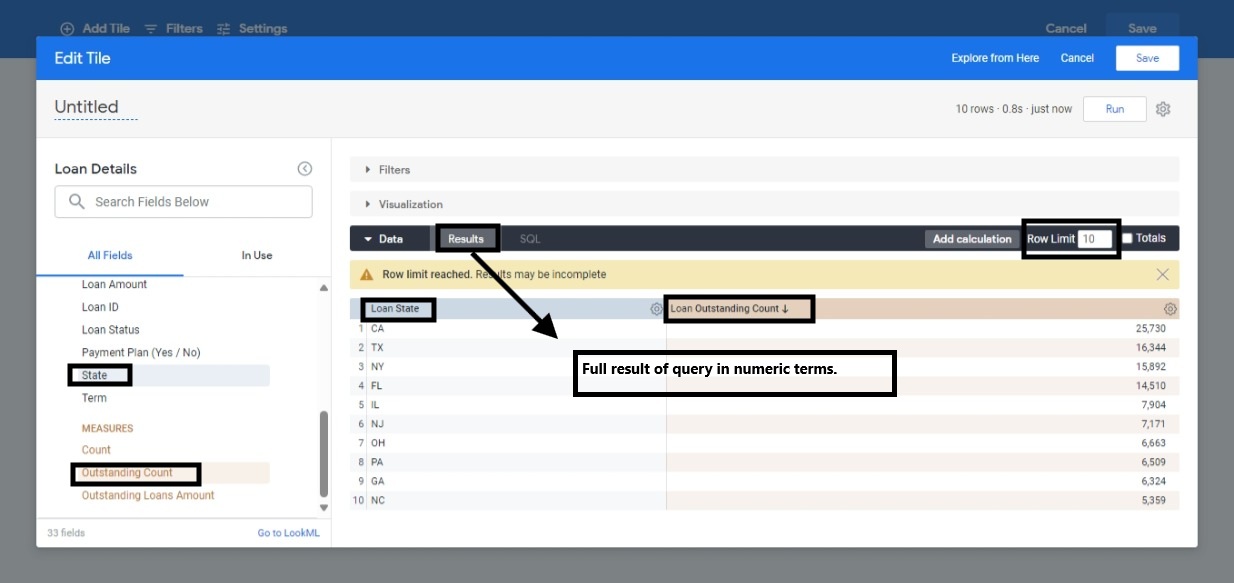 Add Tile Filters Settings Cancel Save
Edit Tile Explore from Here Cancel Save
Untitled 10 rows · 0.8s · just now Run
Loan Details
Search Fields Below
All Fields In Use
Loan Amount
Loan ID
Loan Status
Payment Plan (Yes / No)
State
Term
MEASURES
Count
Outstanding Count
Outstanding Loans Amount
33 fields Go to LookML
Filters
Visualization
Data Results SQL Add calculation Row Limit 10 Totals
Row limit reached. Results may be incomplete
Loan State Loan Outstanding Count ↓
1 CA 25,730
2 TX 16,344
3 NY 15,892
4 FL 14,510
5 IL 7,904
6 NJ 7,171
7 OH 6,663
8 PA 6,509
9 GA 6,324
10 NC 5,359
Full result of query in numeric terms.